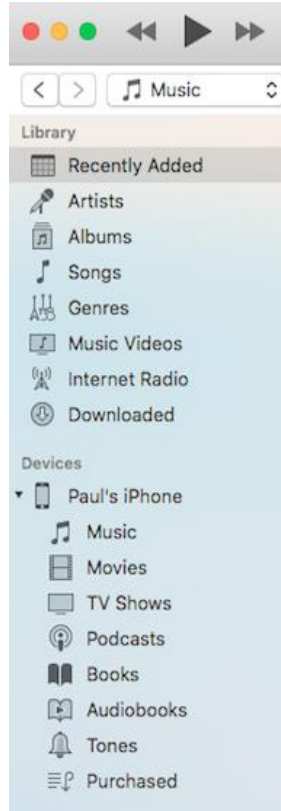 Music
Library
Recently Added
Artists
Albums
Songs
Genres
Music Videos
Internet Radio
Downloaded
Devices
Paul's iPhone
Music
Movies
TV Shows
Podcasts
Books
Audiobooks
Tones
Purchased